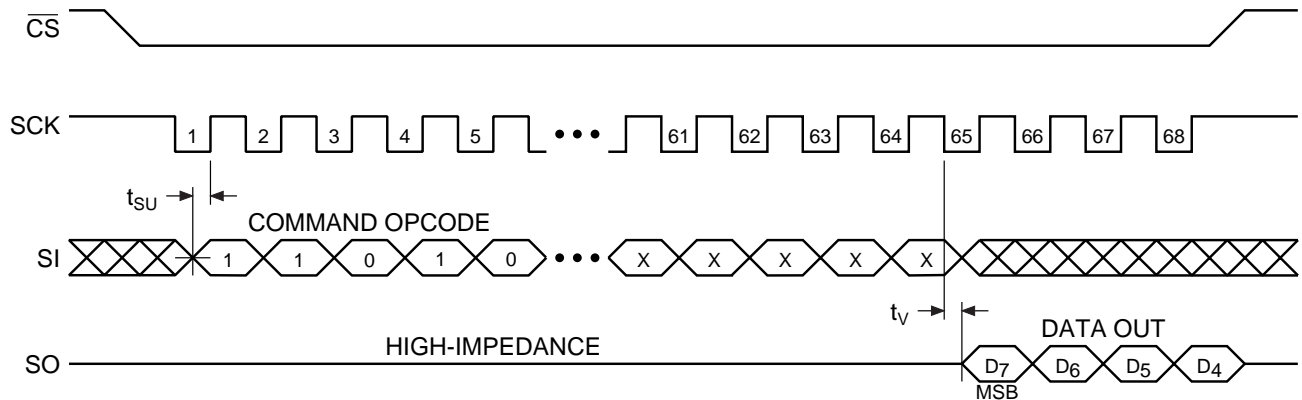 CS
SCK
1 2 3 4 5 ••• 61 62 63 64 65 66 67 68
tSU
COMMAND OPCODE
SI
1 1 0 1 0 ••• X X X X X
tV
DATA OUT
HIGH-IMPEDANCE
SO
D7 D6 D5 D4
MSB